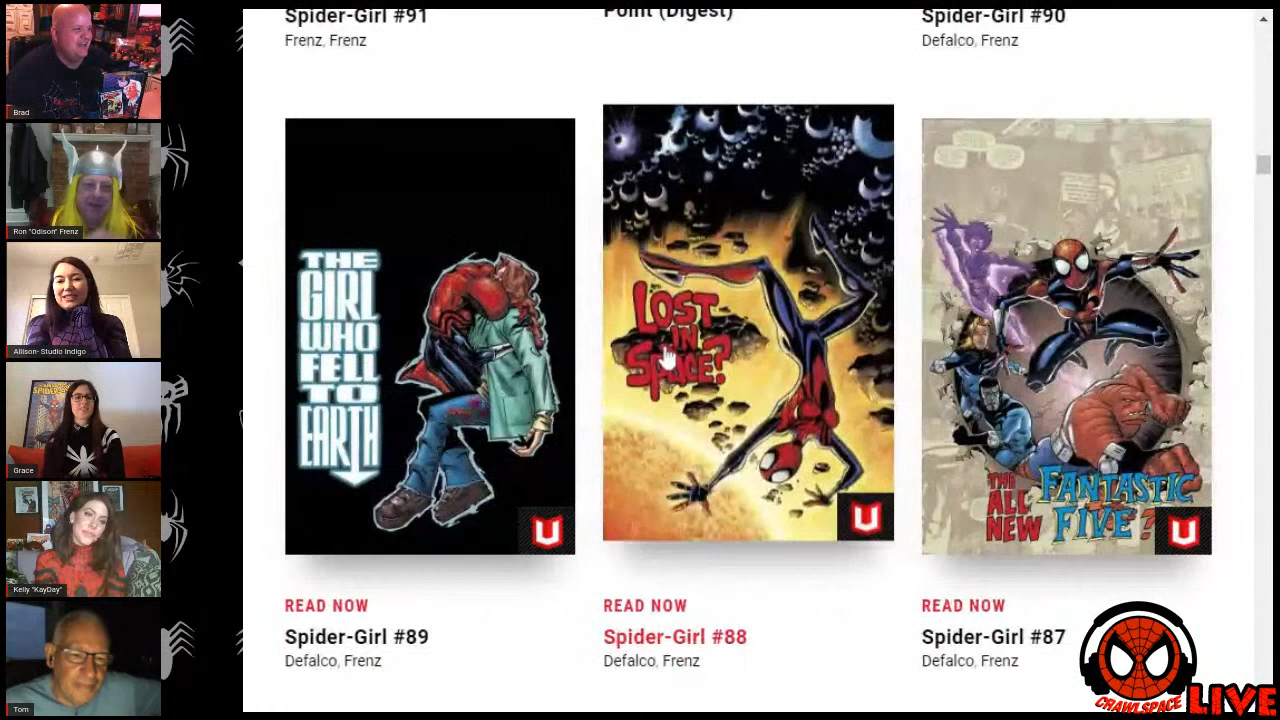 Brad
Ron "Odison" Frenz
Allison- Studio Indigo
Grace
Kelly "KayDay"
Tom
Spider-Girl #91
Frenz, Frenz
Point (Digest)
Spider-Girl #90
Defalco, Frenz
THE
GIRL
WHO
FELL
TO
EARTH
U
READ NOW
Spider-Girl #89
Defalco, Frenz
LOST
IN
SPACE?
U
READ NOW
Spider-Girl #88
Defalco, Frenz
THE
ALL
NEW
FANTASTIC
FIVE?
U
READ NOW
Spider-Girl #87
Defalco, Frenz
CRAWLSPACE
LIVE